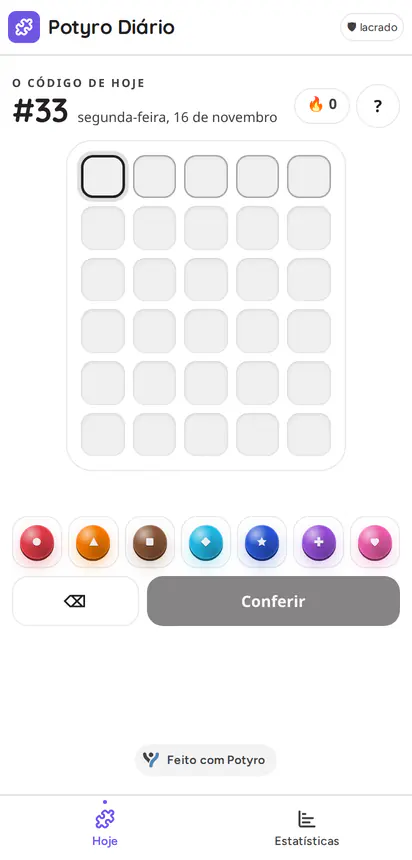 Potyro Diário
lacrado
O CÓDIGO DE HOJE
#33 segunda-feira, 16 de novembro
0
?
Conferir
Feito com Potyro
Hoje
Estatísticas